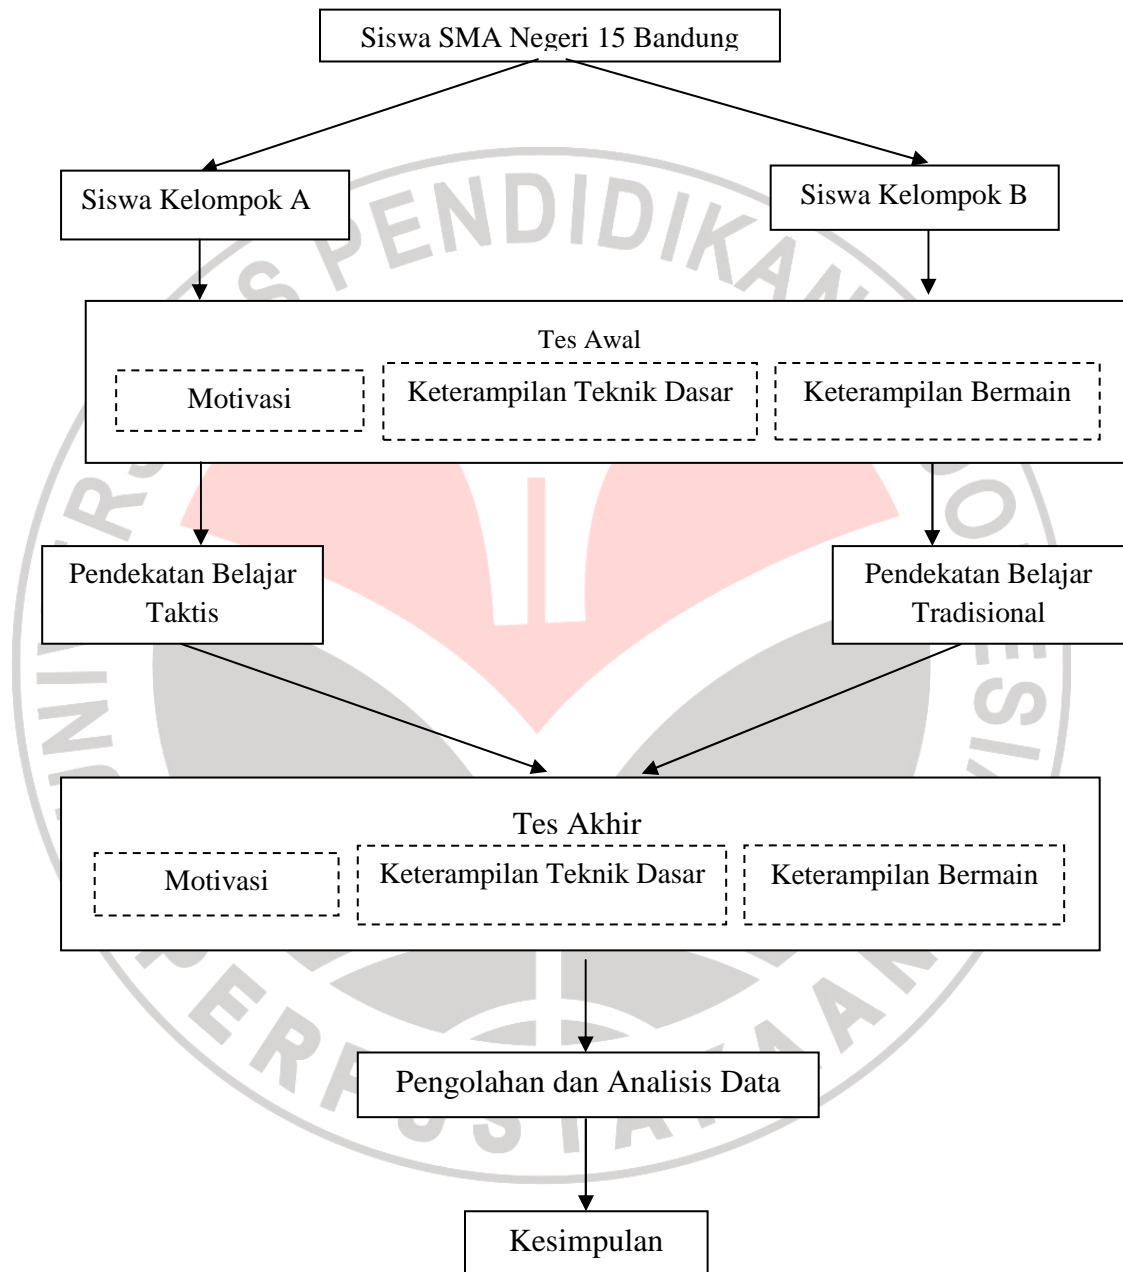 Siswa SMA Negeri 15 Bandung
Siswa Kelompok A
Siswa Kelompok B
Tes Awal
Motivasi
Keterampilan Teknik Dasar
Keterampilan Bermain
Pendekatan Belajar
Taktis
Pendekatan Belajar
Tradisional
Tes Akhir
Motivasi
Keterampilan Teknik Dasar
Keterampilan Bermain
Pengolahan dan Analisis Data
Kesimpulan